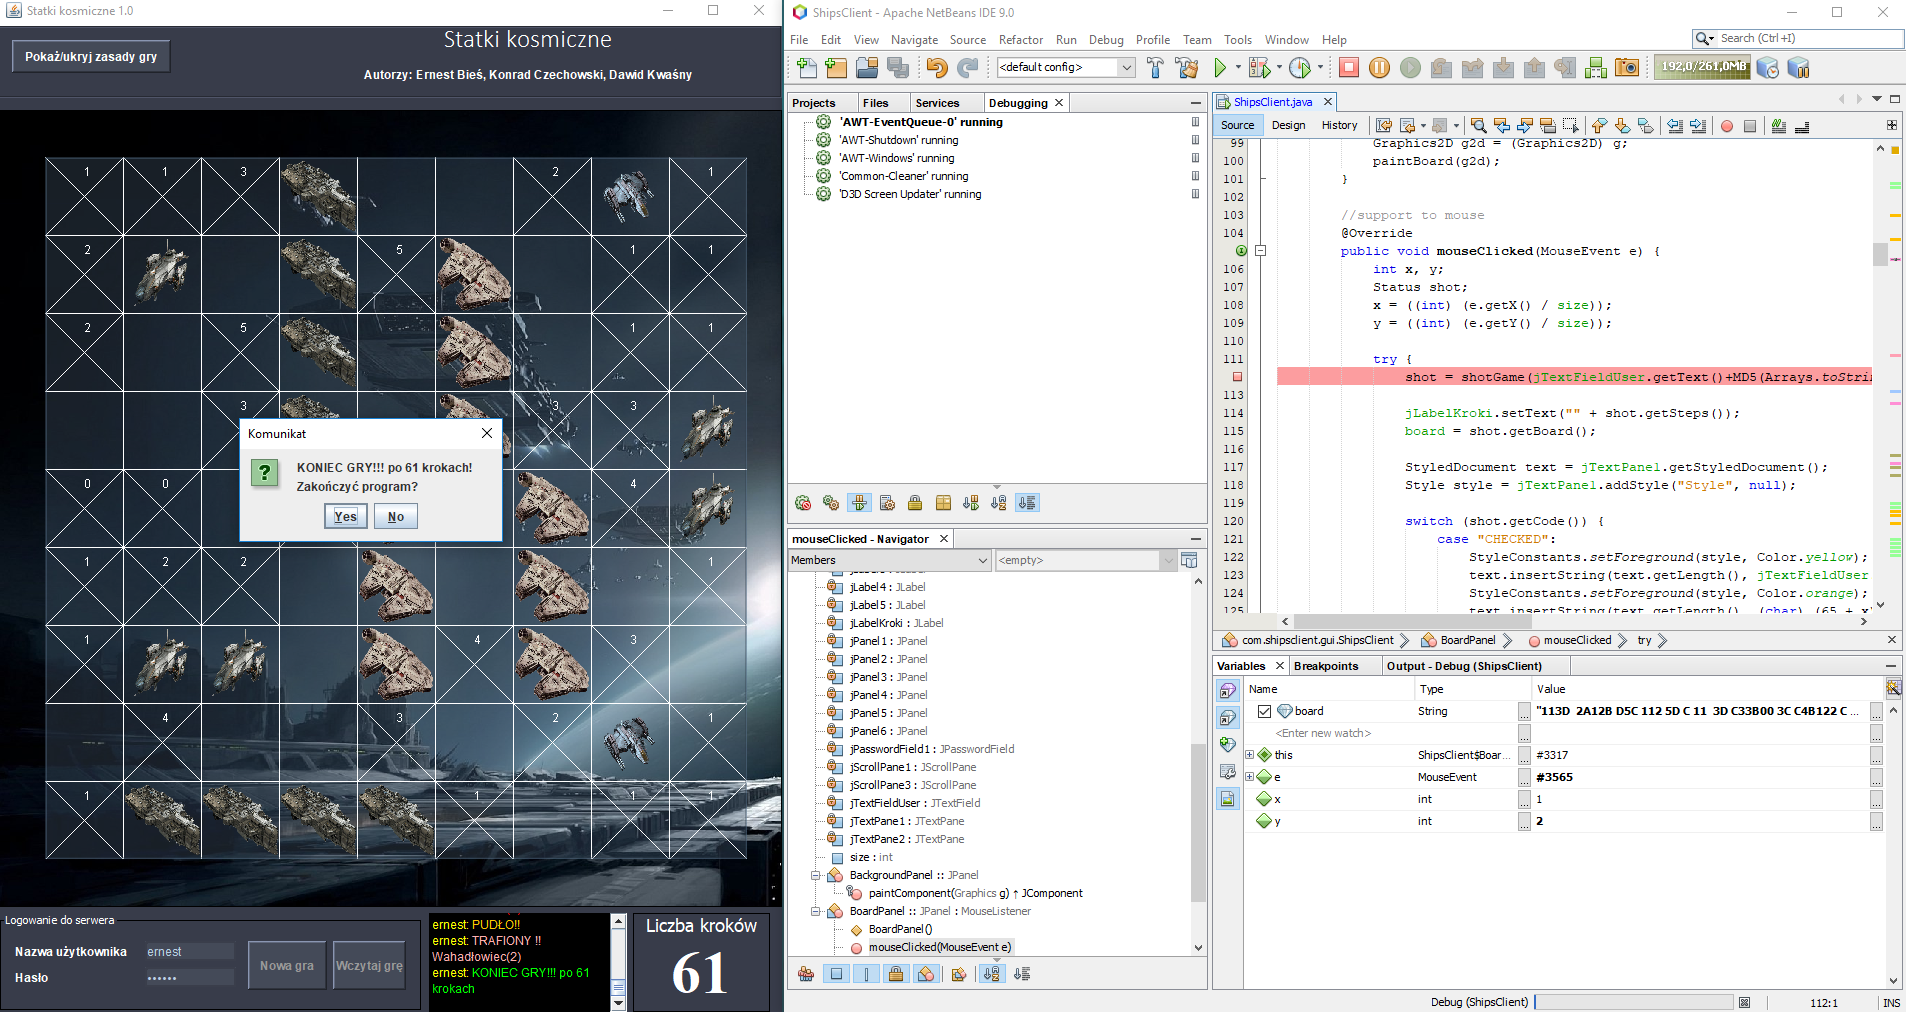 Statki kosmiczne 1.0
Pokaż/ukryj zasady gry
Statki kosmiczne
Autorzy: Ernest Bieś, Konrad Czechowski, Dawid Kwaśny
1 1 3 2 1
2 5 1 1
2 5 1 1
3 3 3 3
0 0 4
2 2 2 1
1 4 3
4 3 2 1
1 1 1 1
Komunikat
KONIEC GRY!!! po 61 krokach!
Zakończyć program?
Yes No
Logowanie do serwera
Nazwa użytkownika ernest
Hasło ••••••
Nowa gra
Wczytaj grę
ernest: PUDŁO!!
ernest: TRAFIONY !!
Wahadłowiec(2)
ernest: KONIEC GRY!!! po 61
krokach
Liczba kroków
61
ShipsClient - Apache NetBeans IDE 9.0
File Edit View Navigate Source Refactor Run Debug Profile Team Tools Window Help
Search (Ctrl+I)
<default config>
192,0/261,0MB
Projects Files Services Debugging
'AWT-EventQueue-0' running
'AWT-Shutdown' running
'AWT-Windows' running
'Common-Cleaner' running
'D3D Screen Updater' running
mouseClicked - Navigator
Members <empty>
jLabel4 : JLabel
jLabel5 : JLabel
jLabelKroki : JLabel
jPanel1 : JPanel
jPanel2 : JPanel
jPanel3 : JPanel
jPanel4 : JPanel
jPanel5 : JPanel
jPanel6 : JPanel
jPasswordField1 : JPasswordField
jScrollPane1 : JScrollPane
jScrollPane3 : JScrollPane
jTextFieldUser : JTextField
jTextPane1 : JTextPane
jTextPane2 : JTextPane
size : int
BackgroundPanel :: JPanel
paintComponent(Graphics g) ↑ JComponent
BoardPanel :: JPanel : MouseListener
BoardPanel()
mouseClicked(MouseEvent e)
ShipsClient.java
Source Design History
99 Graphics2D g2d = (Graphics2D) g;
100 paintBoard(g2d);
101 }
102
103 //support to mouse
104 @Override
public void mouseClicked(MouseEvent e) {
106 int x, y;
107 Status shot;
108 x = ((int) (e.getX() / size));
109 y = ((int) (e.getY() / size));
110
111 try {
shot = shotGame(jTextFieldUser.getText()+MD5(Arrays.toStrin
113
114 jLabelKroki.setText("" + shot.getSteps());
115 board = shot.getBoard();
116
117 StyledDocument text = jTextPanel.getStyledDocument();
118 Style style = jTextPanel.addStyle("Style", null);
119
120 switch (shot.getCode()) {
121 case "CHECKED":
122 StyleConstants.setForeground(style, Color.yellow);
123 text.insertString(text.getLength(), jTextFieldUser
124 StyleConstants.setForeground(style, Color.orange);
125 text.insertString(text.getLength(), (char) (65 + x)
com.shipsclient.gui.ShipsClient BoardPanel mouseClicked try
Variables Breakpoints Output - Debug (ShipsClient)
Name Type Value
board String "113D 2A12B D5C 112 5D C 11 3D C33B00 3C C4B122 C ...
<Enter new watch>
this ShipsClient$Boar... #3317
e MouseEvent #3565
x int 1
y int 2
Debug (ShipsClient)
112:1 INS